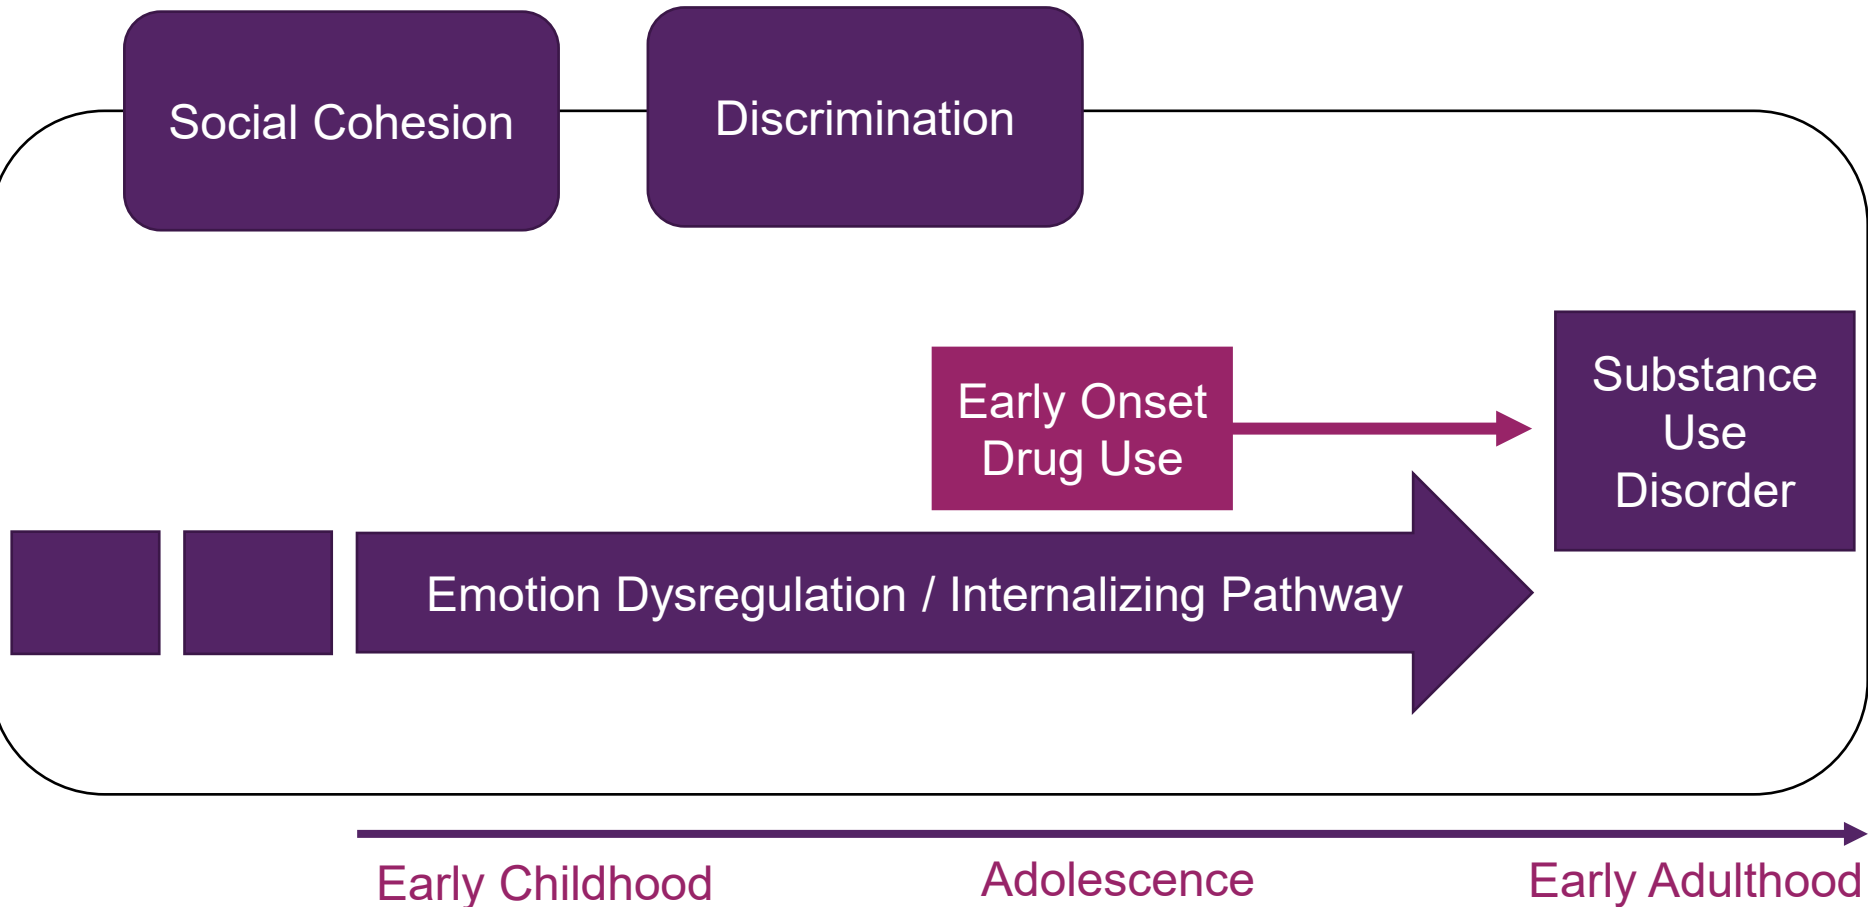 Social Cohesion
Discrimination
Early Onset
Drug Use
Substance
Use
Disorder
Emotion Dysregulation / Internalizing Pathway
Early Childhood
Adolescence
Early Adulthood